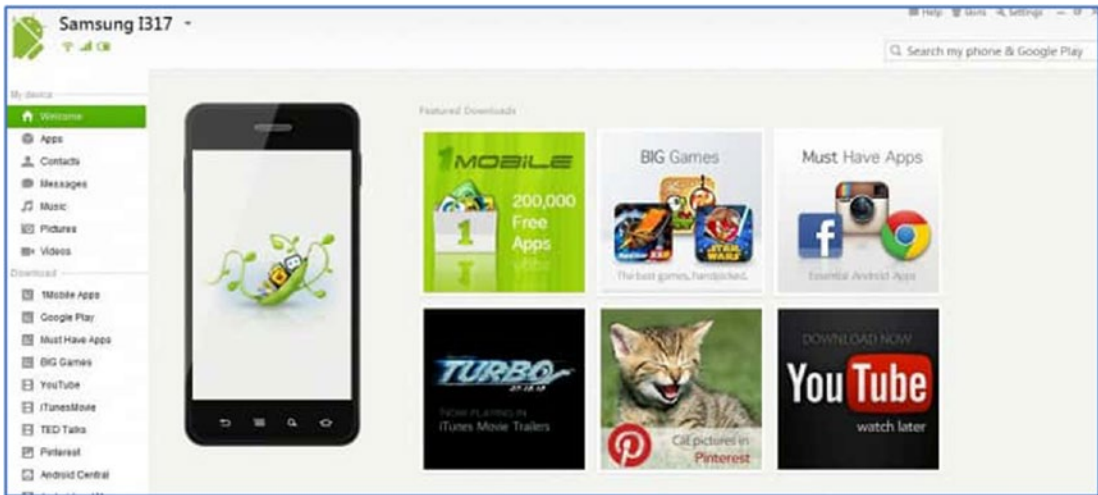 Samsung I317
Help Skins Settings
Search my phone & Google Play
My device
Welcome
Apps
Contacts
Messages
Music
Pictures
Videos
Download
1Mobile Apps
Google Play
Must Have Apps
BIG Games
YouTube
iTunesMovie
TED Talks
Pinterest
Android Central
Featured Downloads
1MOBILE
200,000
Free
Apps
1
BIG Games
STAR
WARS
The best games, handpicked.
Must Have Apps
f
Essential Android Apps
TURBO
NOW PLAYING IN
iTunes Movie Trailers
Cat pictures in
Pinterest
DOWNLOAD NOW
YouTube
watch later